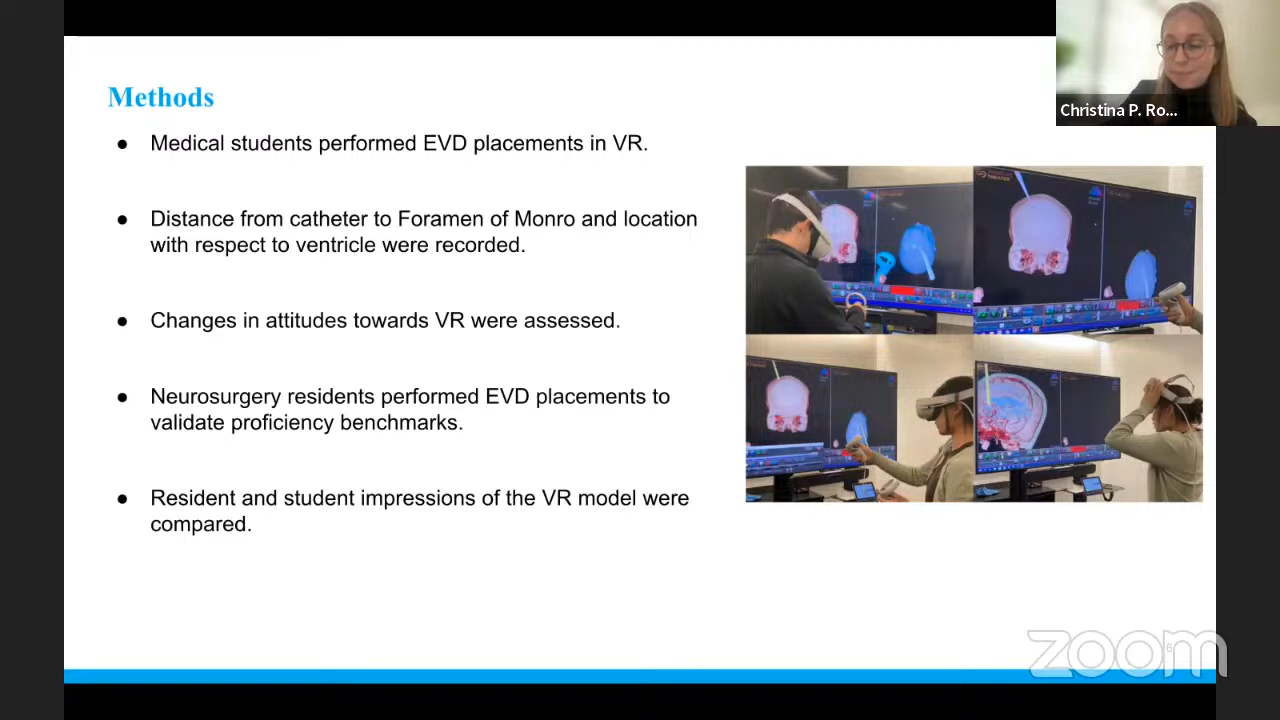 Christina P. Ro...
Methods
● Medical students performed EVD placements in VR.
● Distance from catheter to Foramen of Monro and location
with respect to ventricle were recorded.
● Changes in attitudes towards VR were assessed.
● Neurosurgery residents performed EVD placements to
validate proficiency benchmarks.
● Resident and student impressions of the VR model were
compared.
zoom
6